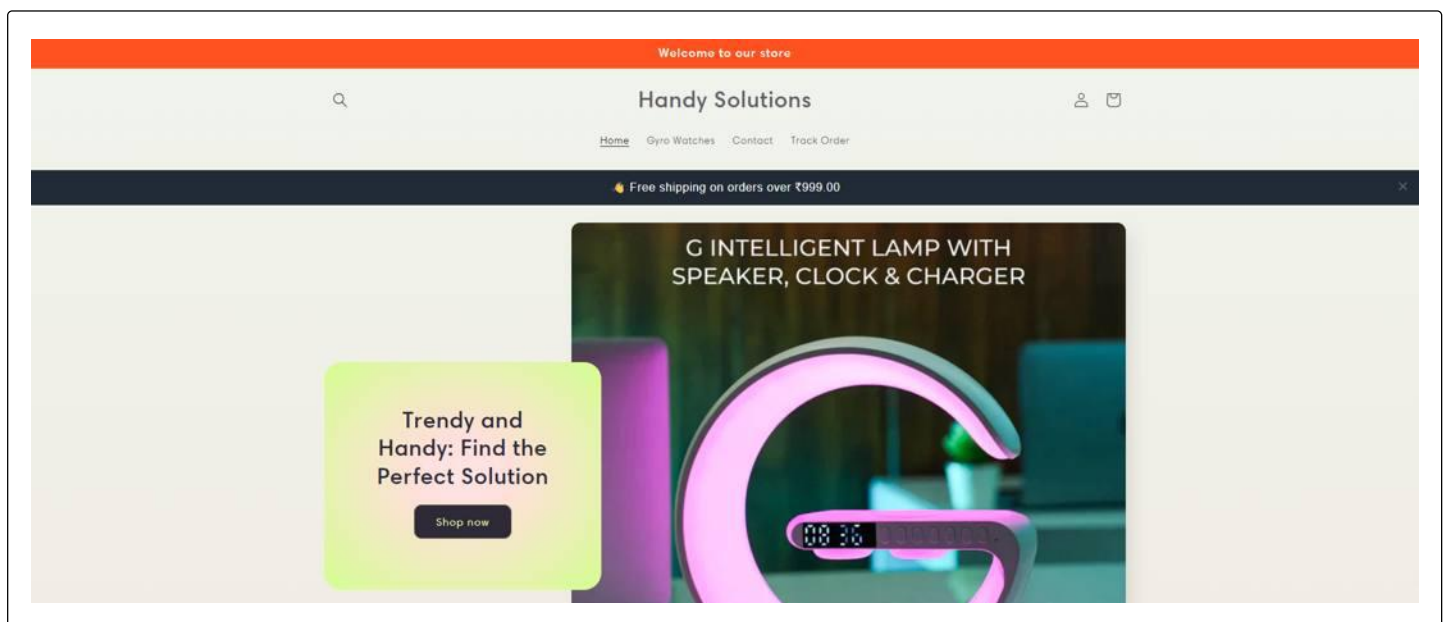 Welcome to our store
Handy Solutions
Home Gyro Watches Contact Track Order
👋 Free shipping on orders over ₹999.00
G INTELLIGENT LAMP WITH
SPEAKER, CLOCK & CHARGER
Trendy and
Handy: Find the
Perfect Solution
Shop now
08 36